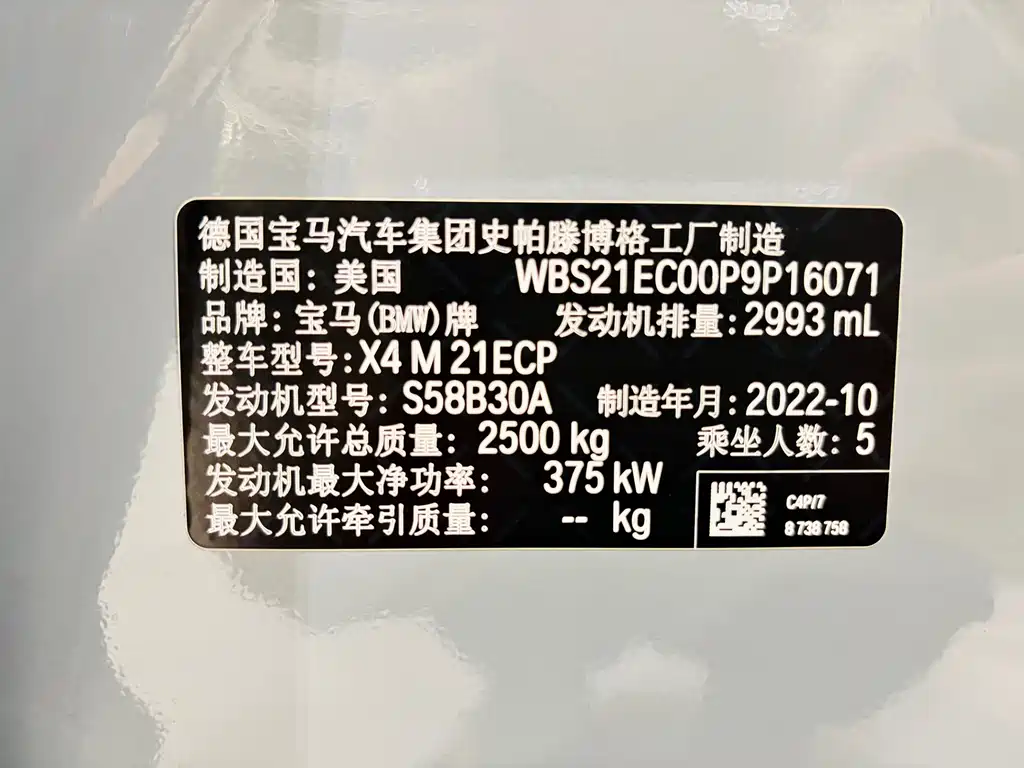 德国宝马汽车集团史帕滕博格工厂制造
制造国: 美国 WBS21EC00P9P16071
品牌: 宝马(BMW)牌 发动机排量: 2993 mL
整车型号: X4 M 21ECP
发动机型号: S58B30A 制造年月: 2022-10
最大允许总质量: 2500 kg 乘坐人数: 5
发动机最大净功率: 375 kW
最大允许牵引质量: -- kg
C4PI7
8 738 758